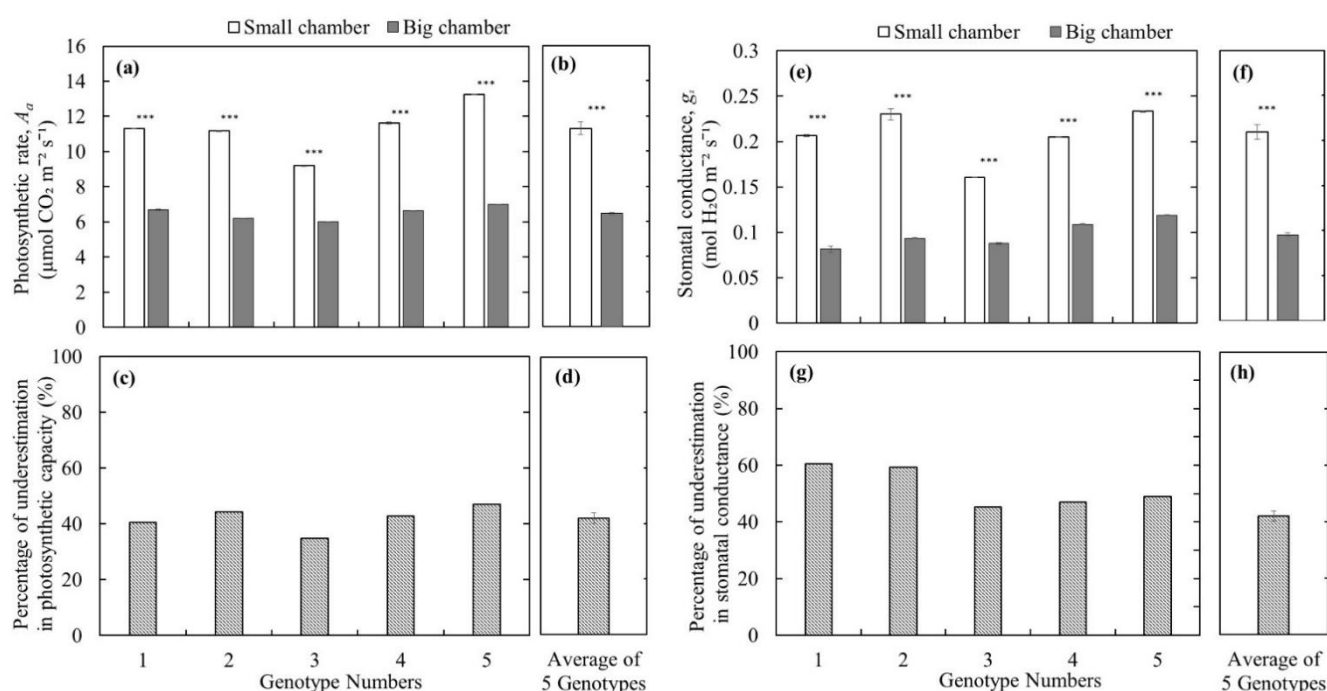 Small chamber Big chamber
(a)
(b)
Photosynthetic rate, Aₐ
(µmol CO₂ m⁻² s⁻¹)
16
14
12
10
8
6
4
2
0
***
***
***
***
***
***
(c)
(d)
Percentage of underestimation
in photosynthetic capacity (%)
100
80
60
40
20
0
1 2 3 4 5
Genotype Numbers
Average of
5 Genotypes
Small chamber Big chamber
(e)
(f)
Stomatal conductance, gₛ
(mol H₂O m⁻² s⁻¹)
0.3
0.25
0.2
0.15
0.1
0.05
0
***
***
***
***
***
***
(g)
(h)
Percentage of underestimation
in stomatal conductance (%)
100
80
60
40
20
0
1 2 3 4 5
Genotype Numbers
Average of
5 Genotypes